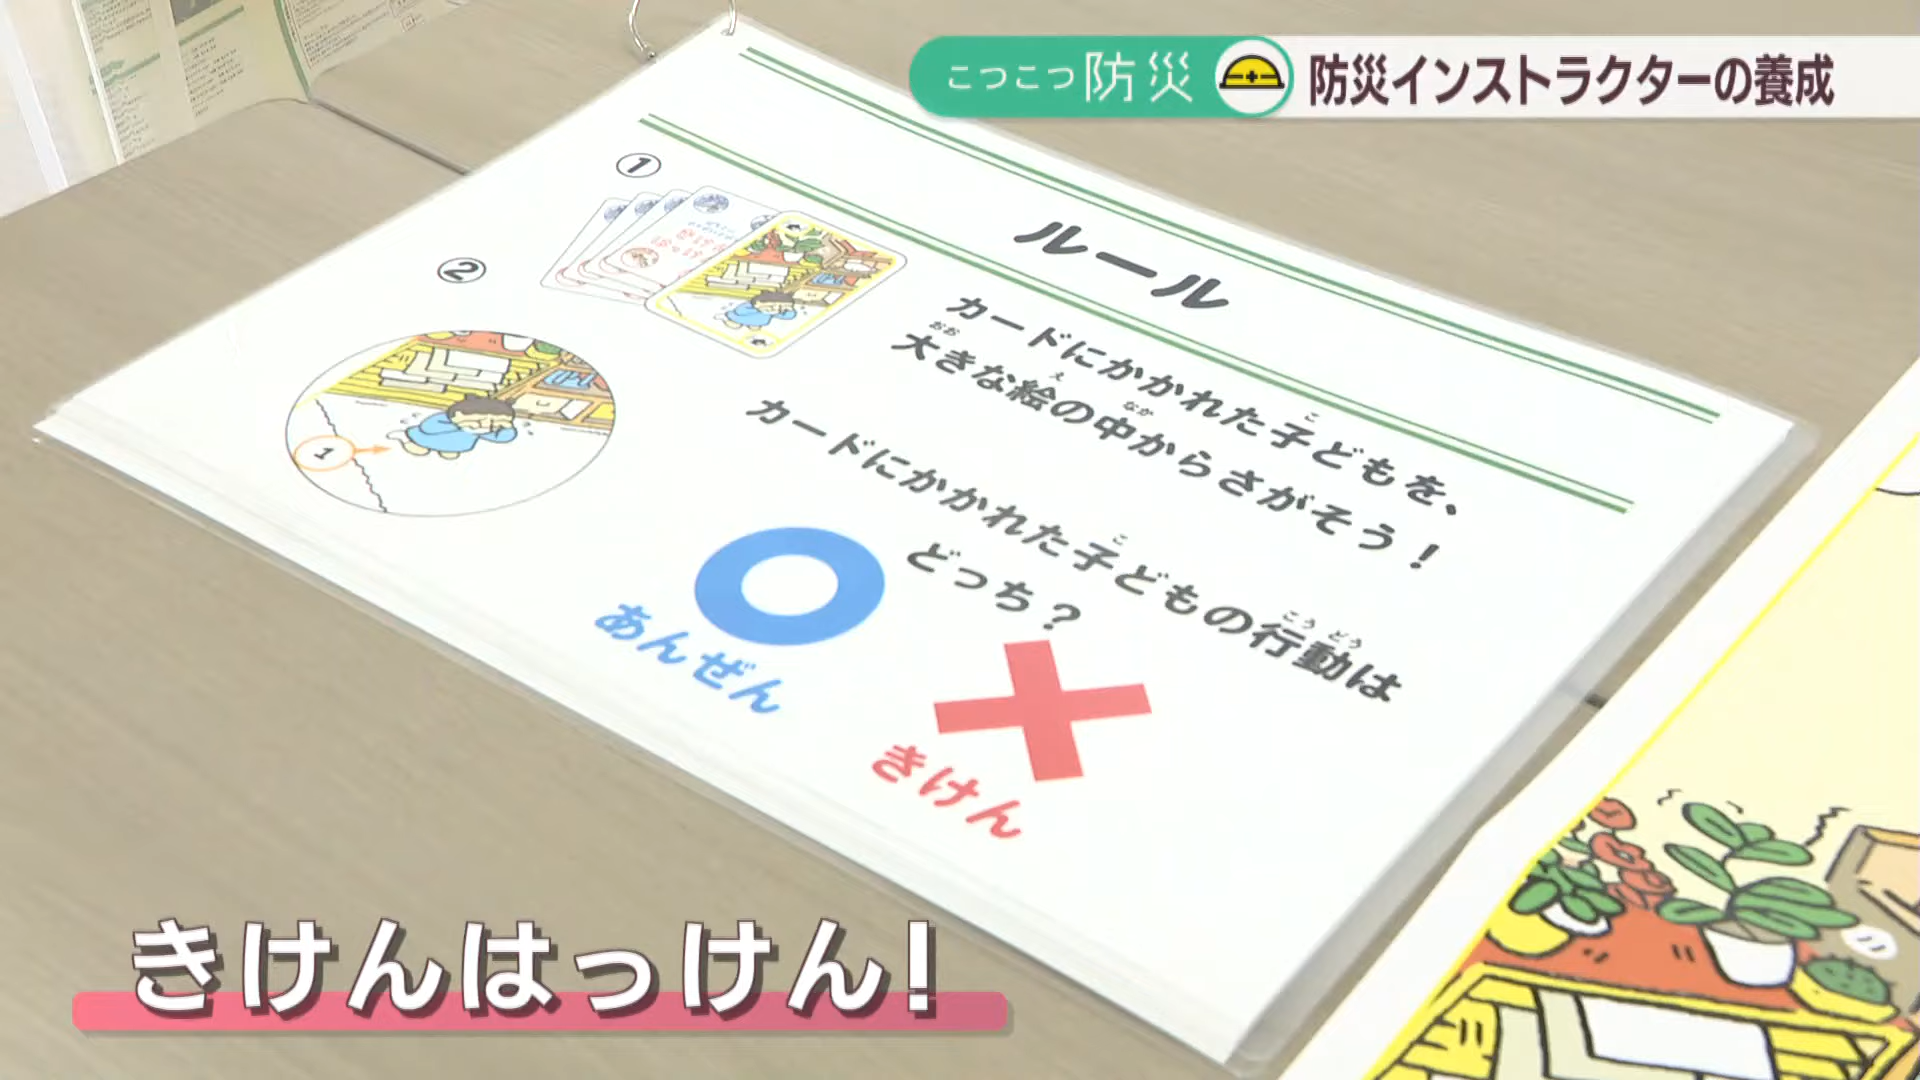 こつこつ防災
防災インストラクターの養成
ルール
①
カードにかかれた子どもを、
大きな絵の中からさがそう！
②
カードにかかれた子どもの行動は
どっち？
あんぜん
きけん
1
きけんはっけん！